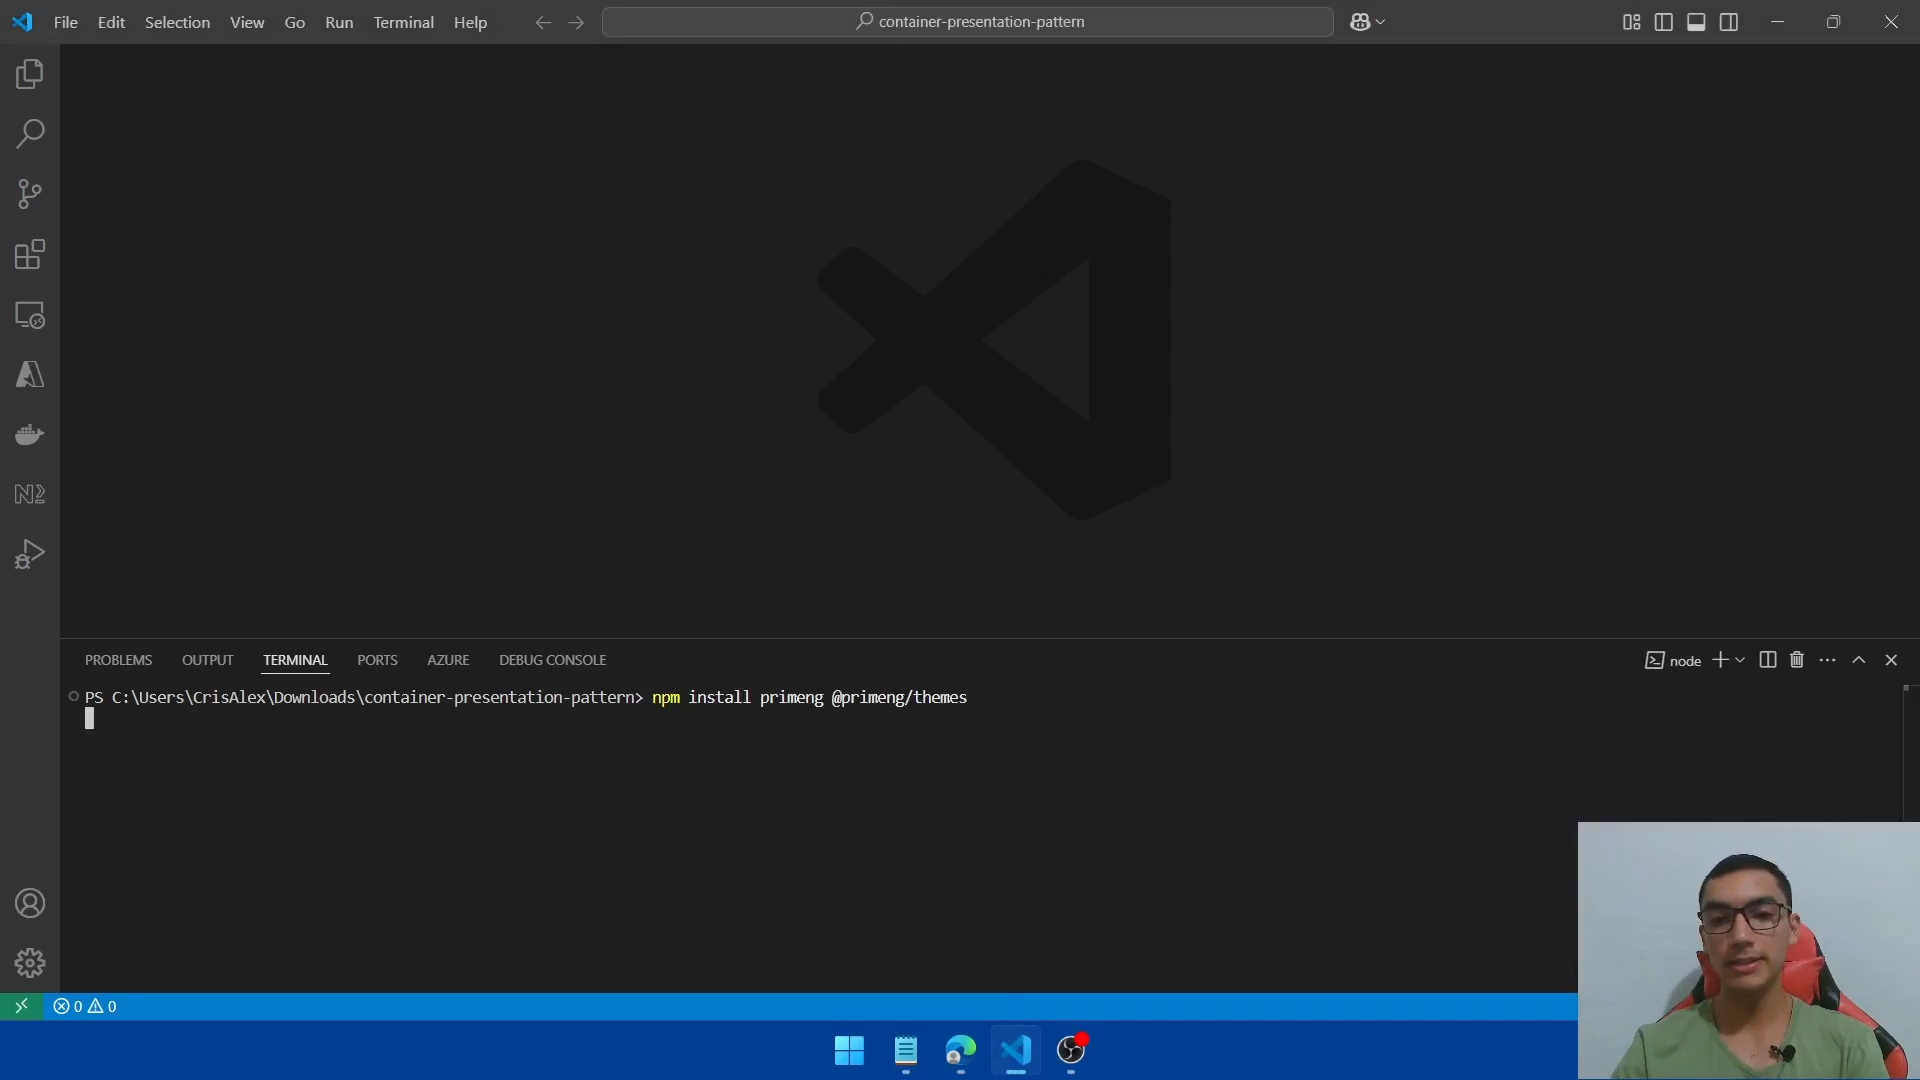 File Edit Selection View Go Run Terminal Help
container-presentation-pattern
PROBLEMS OUTPUT TERMINAL PORTS AZURE DEBUG CONSOLE
node
PS C:\Users\CrisAlex\Downloads\container-presentation-pattern> npm install primeng @primeng/themes
0 0